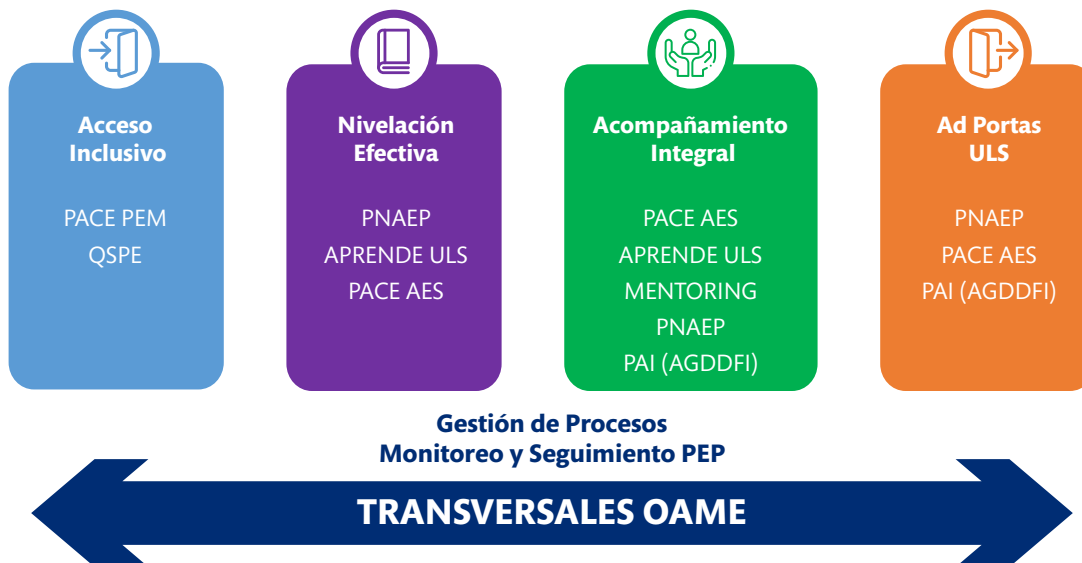 Acceso
Inclusivo
PACE PEM
QSPE
Nivelación
Efectiva
PNAEP
APRENDE ULS
PACE AES
Acompañamiento
Integral
PACE AES
APRENDE ULS
MENTORING
PNAEP
PAI (AGDDFI)
Ad Portas
ULS
PNAEP
PACE AES
PAI (AGDDFI)
Gestión de Procesos
Monitoreo y Seguimiento PEP
TRANSVERSALES OAME